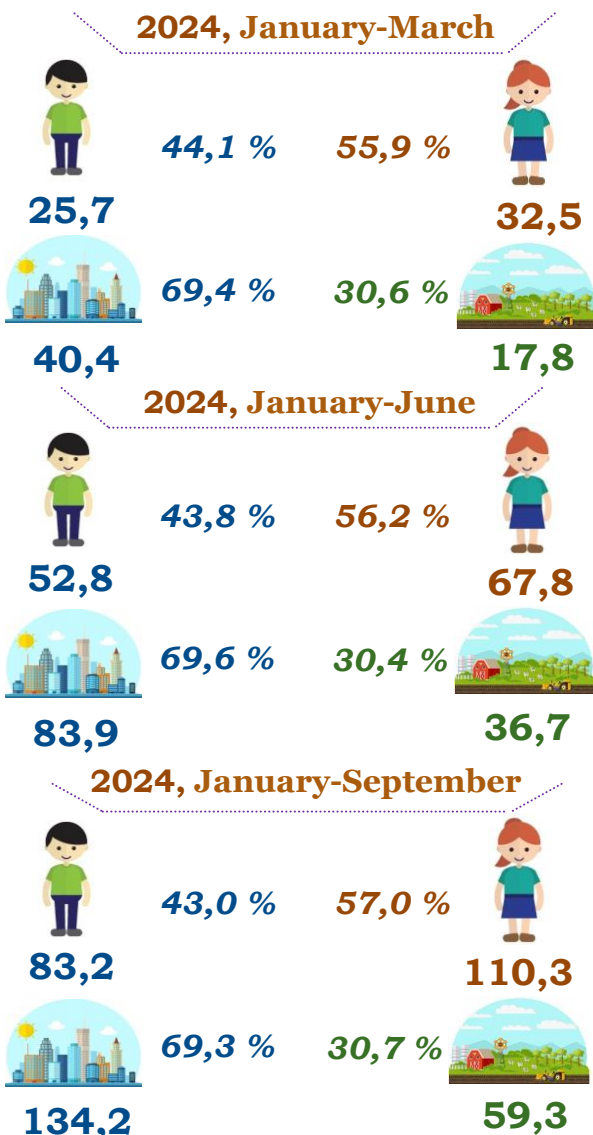 2024, January-March
44,1 % 55,9 %
25,7 32,5
69,4 % 30,6 %
40,4 17,8
2024, January-June
43,8 % 56,2 %
52,8 67,8
69,6 % 30,4 %
83,9 36,7
2024, January-September
43,0 % 57,0 %
83,2 110,3
69,3 % 30,7 %
134,2 59,3